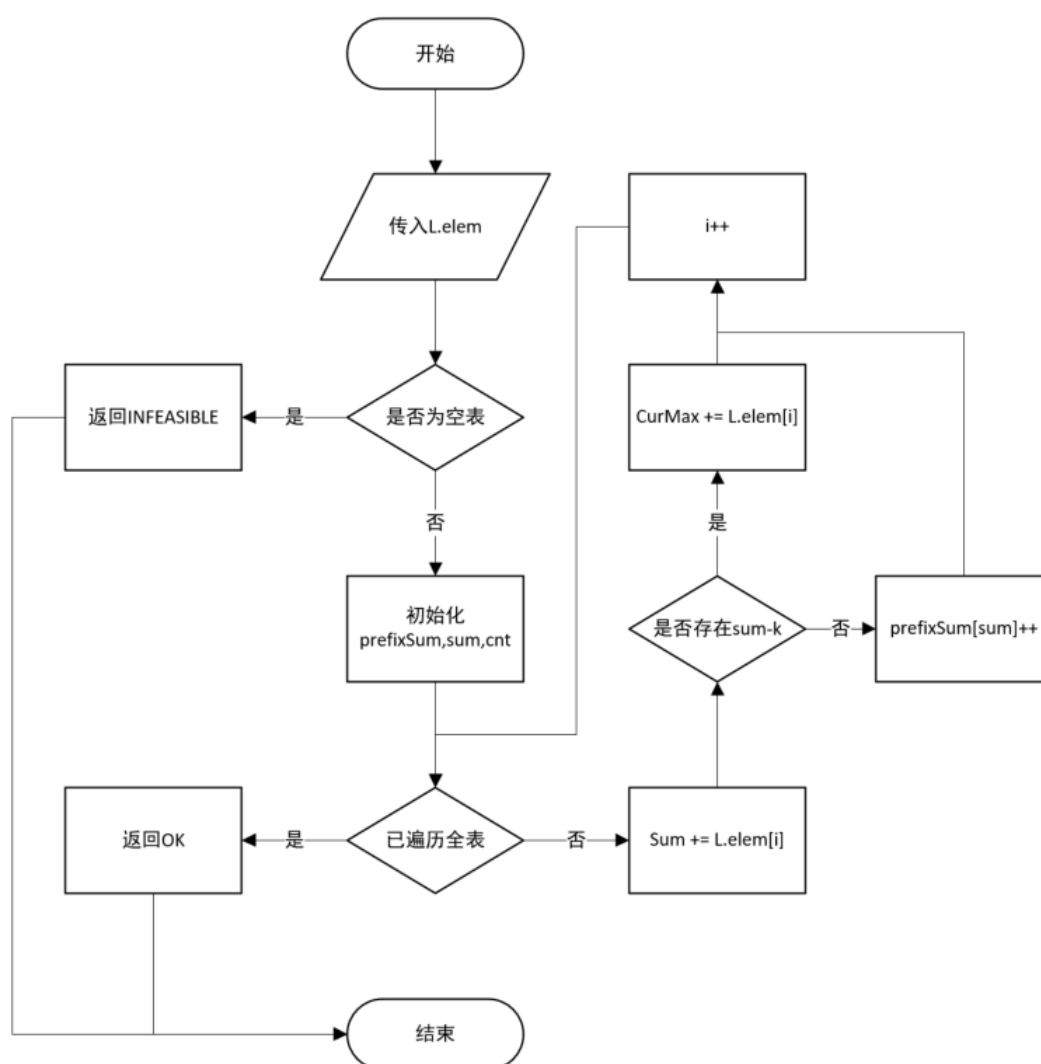 开始
传入L.elem
i++
返回INFEASIBLE
是
是否为空表
CurMax += L.elem[i]
否
是
初始化
prefixSum,sum,cnt
是否存在sum-k
否
prefixSum[sum]++
返回OK
是
已遍历全表
否
Sum += L.elem[i]
结束